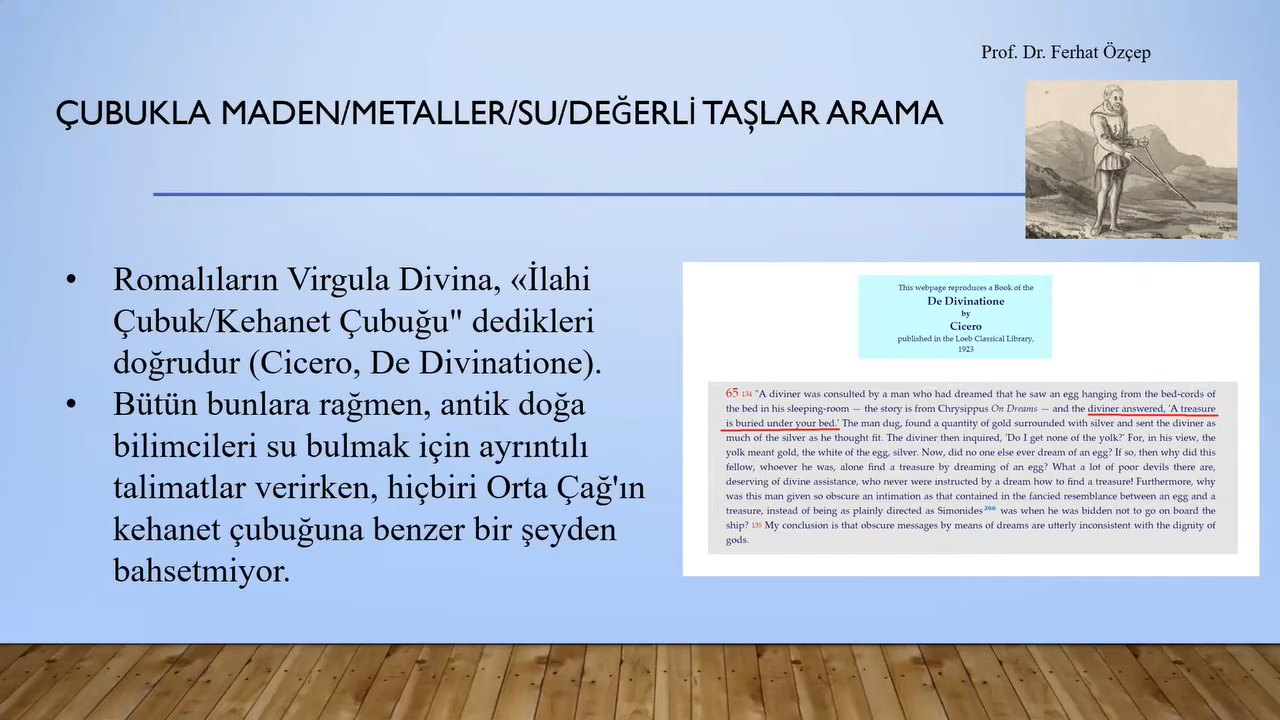 Prof. Dr. Ferhat Özçep
ÇUBUKLA MADEN/METALLER/SU/DEĞERLİ TAŞLAR ARAMA
• Romalıların Virgula Divina, «İlahi
Çubuk/Kehanet Çubuğu" dedikleri
doğrudur (Cicero, De Divinatione).
• Bütün bunlara rağmen, antik doğa
bilimcileri su bulmak için ayrıntılı
talimatlar verirken, hiçbiri Orta Çağ'ın
kehanet çubuğuna benzer bir şeyden
bahsetmiyor.
This webpage reproduces a Book of the
De Divinatione
by
Cicero
published in the Loeb Classical Library,
1923
65 134 "A diviner was consulted by a man who had dreamed that he saw an egg hanging from the bed-cords of
the bed in his sleeping-room — the story is from Chrysippus On Dreams — and the diviner answered, 'A treasure
is buried under your bed.' The man dug, found a quantity of gold surrounded with silver and sent the diviner as
much of the silver as he thought fit. The diviner then inquired, 'Do I get none of the yolk?' For, in his view, the
yolk meant gold, the white of the egg, silver. Now, did no one else ever dream of an egg? If so, then why did this
fellow, whoever he was, alone find a treasure by dreaming of an egg? What a lot of poor devils there are,
deserving of divine assistance, who never were instructed by a dream how to find a treasure! Furthermore, why
was this man given so obscure an intimation as that contained in the fancied resemblance between an egg and a
treasure, instead of being as plainly directed as Simonides 266 was when he was bidden not to go on board the
ship? 135 My conclusion is that obscure messages by means of dreams are utterly inconsistent with the dignity of
gods.